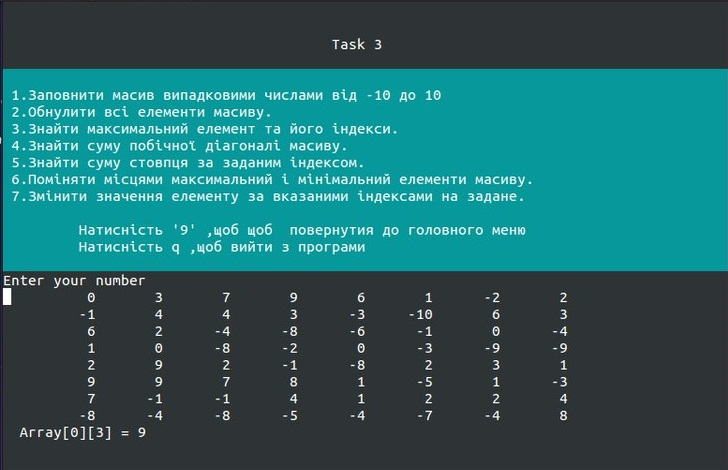 Task 3
1.Заповнити масив випадковими числами від -10 до 10
2.Обнулити всі елементи масиву.
3.Знайти максимальний елемент та його індекси.
4.Знайти суму побічної діагоналі масиву.
5.Знайти суму стовпця за заданим індексом.
6.Поміняти місцями максимальний і мінімальний елементи масиву.
7.Змінити значення елементу за вказаними індексами на задане.
Натисність '9' ,щоб щоб повернутия до головного меню
Натисність q ,щоб вийти з програми
Enter your number
0 3 7 9 6 1 -2 2
-1 4 4 3 -3 -10 6 3
6 2 -4 -8 -6 -1 0 -4
1 0 -8 -2 0 -3 -9 -9
2 9 2 -1 -8 2 3 1
9 9 7 8 1 -5 1 -3
7 -1 -1 4 1 2 2 4
-8 -4 -8 -5 -4 -7 -4 8
Array[0][3] = 9